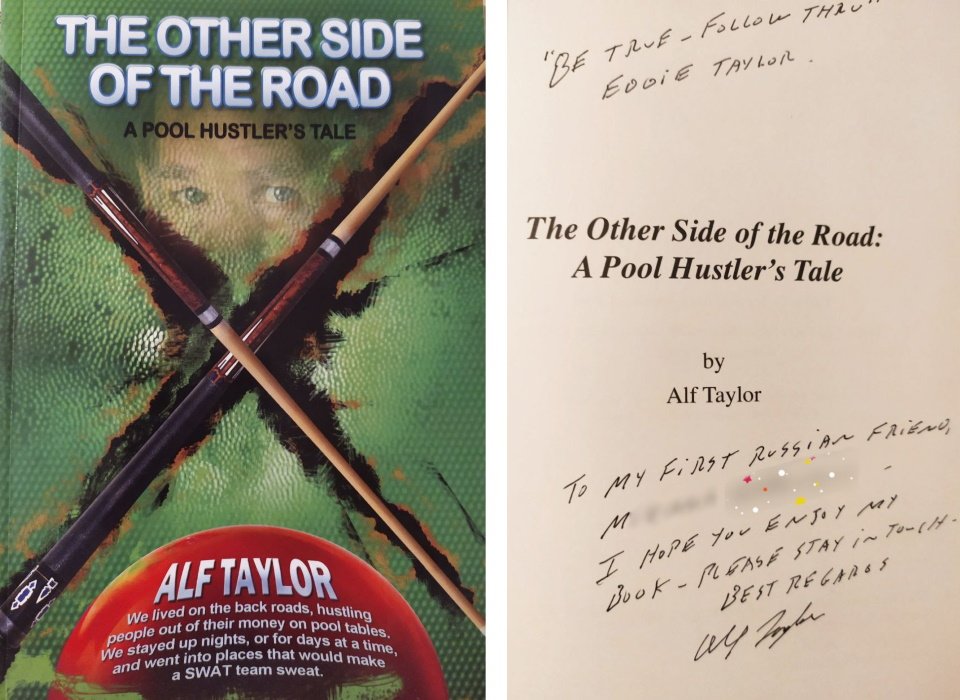 THE OTHER SIDE
OF THE ROAD
A POOL HUSTLER'S TALE
ALF TAYLOR
We lived on the back roads, hustling
people out of their money on pool tables.
We stayed up nights, or for days at a time,
and went into places that would make
a SWAT team sweat.
"BE TRUE – FOLLOW THRU"
EDDIE TAYLOR.
The Other Side of the Road:
A Pool Hustler's Tale
by
Alf Taylor
TO MY FIRST RUSSIAN FRIEND,
M
I HOPE YOU ENJOY MY
BOOK – PLEASE STAY IN TOUCH –
BEST REGARDS
Alf Taylor